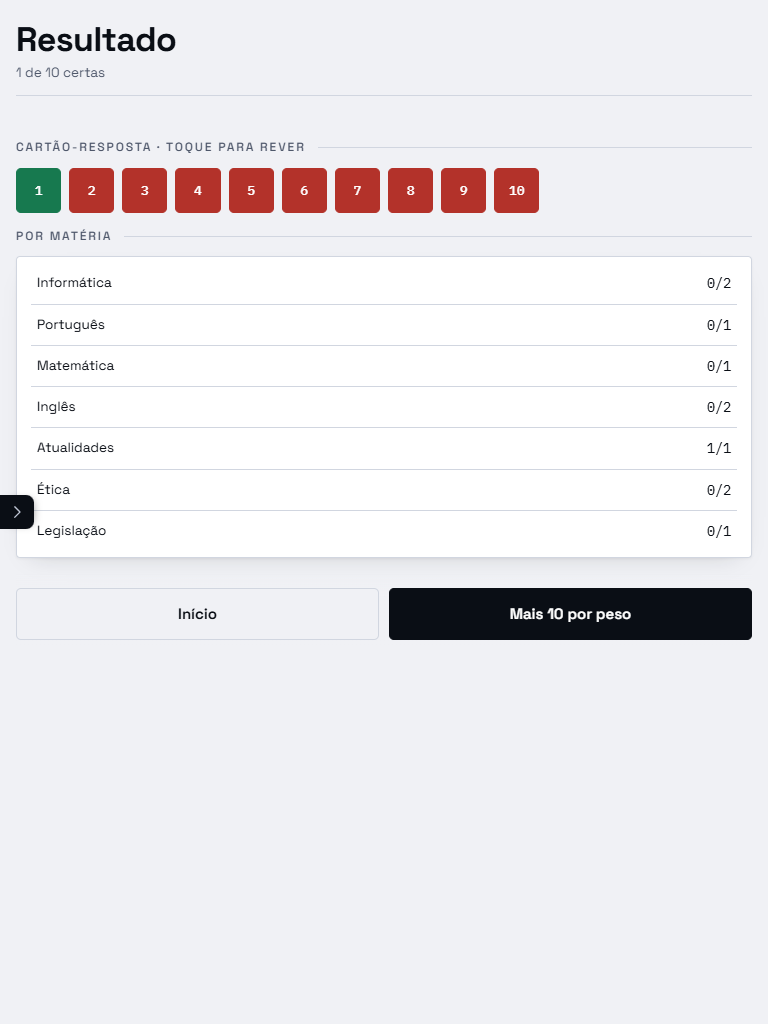 Resultado
1 de 10 certas
CARTÃO-RESPOSTA · TOQUE PARA REVER
1 2 3 4 5 6 7 8 9 10
POR MATÉRIA
Informática 0/2
Português 0/1
Matemática 0/1
Inglês 0/2
Atualidades 1/1
Ética 0/2
Legislação 0/1
Início Mais 10 por peso